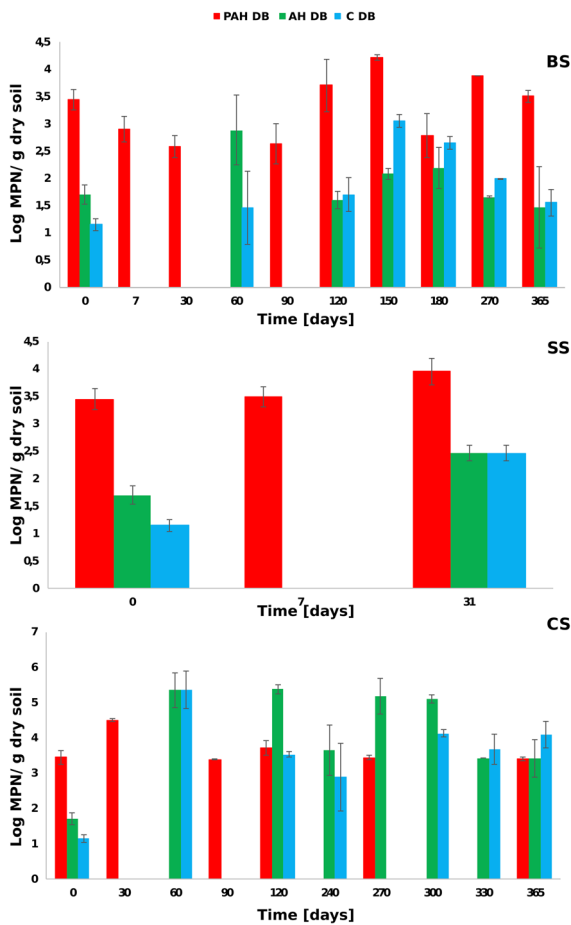 PAH DB AH DB C DB
BS
Log MPN/ g dry soil
4,5
4
3,5
3
2,5
2
1,5
1
0,5
0
0 7 30 60 90 120 150 180 270 365
Time [days]
SS
Log MPN/ g dry soil
4,5
4
3,5
3
2,5
2
1,5
1
0,5
0
0 7 31
Time [days]
CS
Log MPN/ g dry soil
7
6
5
4
3
2
1
0
0 30 60 90 120 240 270 300 330 365
Time [days]